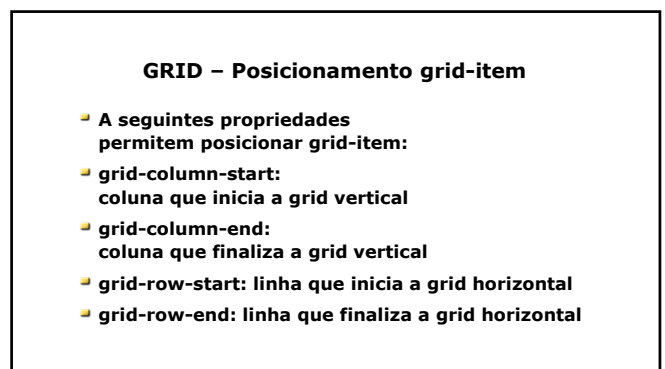 GRID – Posicionamento grid-item
A seguintes propriedades
permitem posicionar grid-item:
grid-column-start:
coluna que inicia a grid vertical
grid-column-end:
coluna que finaliza a grid vertical
grid-row-start: linha que inicia a grid horizontal
grid-row-end: linha que finaliza a grid horizontal